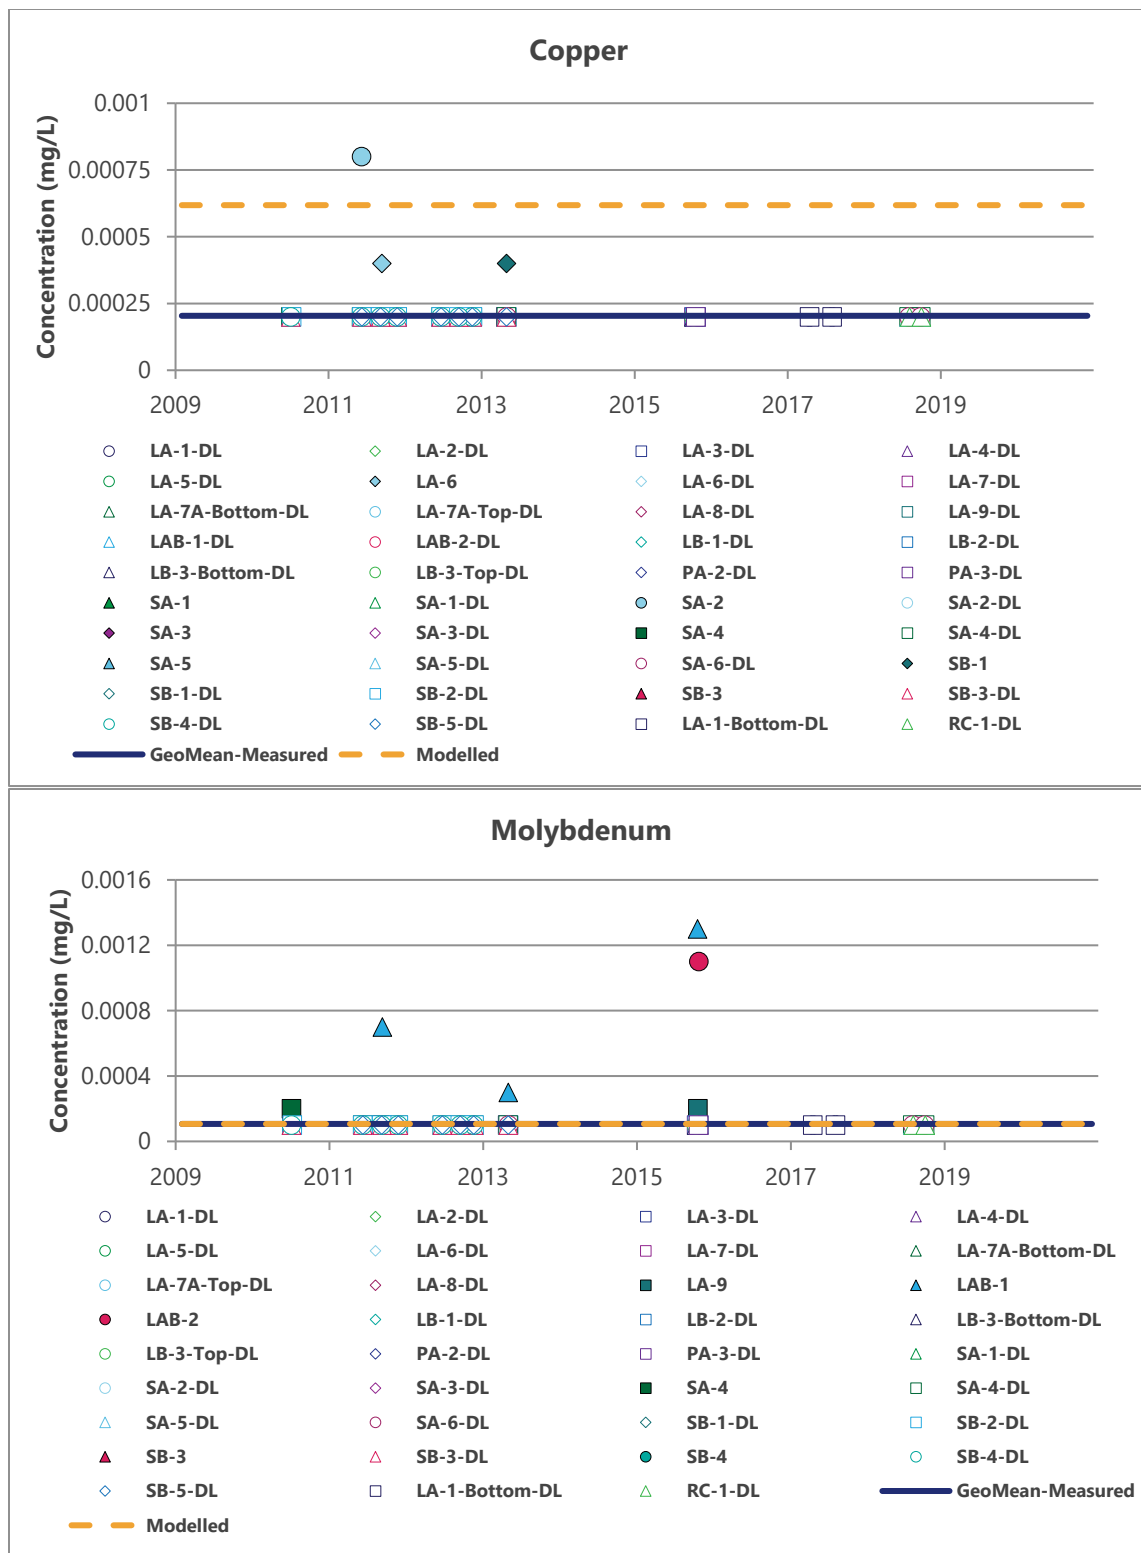 Copper
Concentration (mg/L)
0.001
0.00075
0.0005
0.00025
0
2009 2011 2013 2015 2017 2019
LA-1-DL LA-2-DL LA-3-DL LA-4-DL
LA-5-DL LA-6 LA-6-DL LA-7-DL
LA-7A-Bottom-DL LA-7A-Top-DL LA-8-DL LA-9-DL
LAB-1-DL LAB-2-DL LB-1-DL LB-2-DL
LB-3-Bottom-DL LB-3-Top-DL PA-2-DL PA-3-DL
SA-1 SA-1-DL SA-2 SA-2-DL
SA-3 SA-3-DL SA-4 SA-4-DL
SA-5 SA-5-DL SA-6-DL SB-1
SB-1-DL SB-2-DL SB-3 SB-3-DL
SB-4-DL SB-5-DL LA-1-Bottom-DL RC-1-DL
GeoMean-Measured Modelled
Molybdenum
Concentration (mg/L)
0.0016
0.0012
0.0008
0.0004
0
2009 2011 2013 2015 2017 2019
LA-1-DL LA-2-DL LA-3-DL LA-4-DL
LA-5-DL LA-6-DL LA-7-DL LA-7A-Bottom-DL
LA-7A-Top-DL LA-8-DL LA-9 LAB-1
LAB-2 LB-1-DL LB-2-DL LB-3-Bottom-DL
LB-3-Top-DL PA-2-DL PA-3-DL SA-1-DL
SA-2-DL SA-3-DL SA-4 SA-4-DL
SA-5-DL SA-6-DL SB-1-DL SB-2-DL
SB-3 SB-3-DL SB-4 SB-4-DL
SB-5-DL LA-1-Bottom-DL RC-1-DL GeoMean-Measured
Modelled